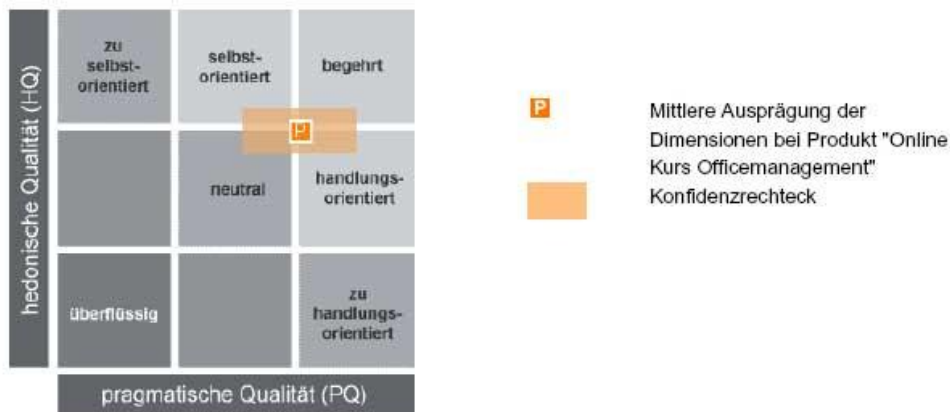 hedonische Qualität (HQ)
zu
selbst-
orientiert
selbst-
orientiert
begehrt
P
neutral
handlungs-
orientiert
überflüssig
zu
handlungs-
orientiert
pragmatische Qualität (PQ)
P
Mittlere Ausprägung der
Dimensionen bei Produkt "Online
Kurs Officemanagement"
Konfidenzrechteck